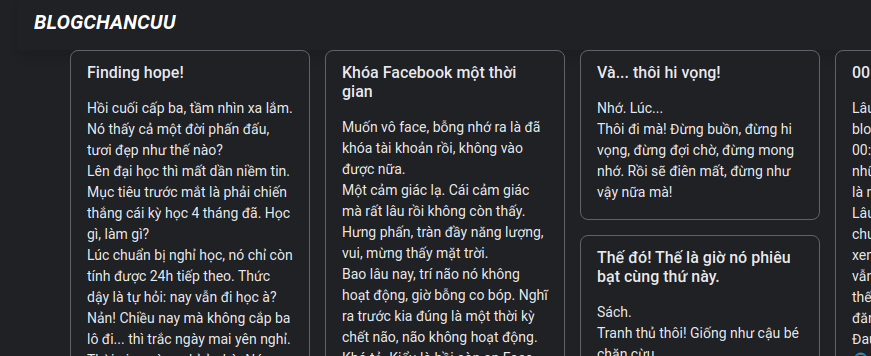 BLOGCHANCUU
Finding hope!
Hồi cuối cấp ba, tầm nhìn xa lắm.
Nó thấy cả một đời phấn đấu,
tươi đẹp như thế nào?
Lên đại học thì mất dần niềm tin.
Mục tiêu trước mắt là phải chiến
thắng cái kỳ học 4 tháng đã. Học
gì, làm gì?
Lúc chuẩn bị nghỉ học, nó chỉ còn
tính được 24h tiếp theo. Thức
dậy là tự hỏi: nay vẫn đi học à?
Nản! Chiều nay mà không cắp ba
lô đi... thì trắc ngày mai yên nghỉ.
Khóa Facebook một thời
gian
Muốn vô face, bỗng nhớ ra là đã
khóa tài khoản rồi, không vào
được nữa.
Một cảm giác lạ. Cái cảm giác
mà rất lâu rồi không còn thấy.
Hưng phấn, tràn đầy năng lượng,
vui, mừng thấy mặt trời.
Bao lâu nay, trí não nó không
hoạt động, giờ bỗng co bóp. Nghĩ
ra trước kia đúng là một thời kỳ
chết não, não không hoạt động.
Và... thôi hi vọng!
Nhớ. Lúc...
Thôi đi mà! Đừng buồn, đừng hi
vọng, đừng đợi chờ, đừng mong
nhớ. Rồi sẽ điên mất, đừng như
vậy nữa mà!
Thế đó! Thế là giờ nó phiêu
bạt cùng thứ này.
Sách.
Tranh thủ thôi! Giống như cậu bé
chăn cừu
00
Lâu
blo
00:
nhữ
là n
Lâu
chu
xer
vẫn
thế
đăn
Đau